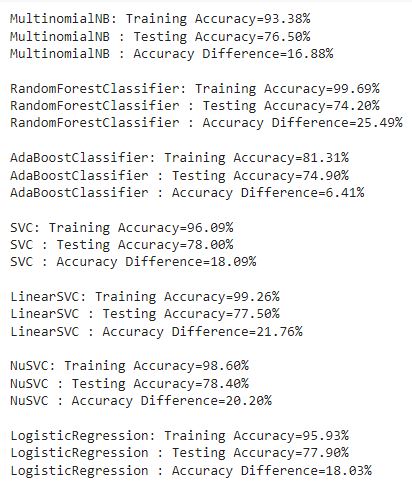 MultinomialNB: Training Accuracy=93.38%
MultinomialNB : Testing Accuracy=76.50%
MultinomialNB : Accuracy Difference=16.88%
RandomForestClassifier: Training Accuracy=99.69%
RandomForestClassifier : Testing Accuracy=74.20%
RandomForestClassifier : Accuracy Difference=25.49%
AdaBoostClassifier: Training Accuracy=81.31%
AdaBoostClassifier : Testing Accuracy=74.90%
AdaBoostClassifier : Accuracy Difference=6.41%
SVC: Training Accuracy=96.09%
SVC : Testing Accuracy=78.00%
SVC : Accuracy Difference=18.09%
LinearSVC: Training Accuracy=99.26%
LinearSVC : Testing Accuracy=77.50%
LinearSVC : Accuracy Difference=21.76%
NuSVC: Training Accuracy=98.60%
NuSVC : Testing Accuracy=78.40%
NuSVC : Accuracy Difference=20.20%
LogisticRegression: Training Accuracy=95.93%
LogisticRegression : Testing Accuracy=77.90%
LogisticRegression : Accuracy Difference=18.03%